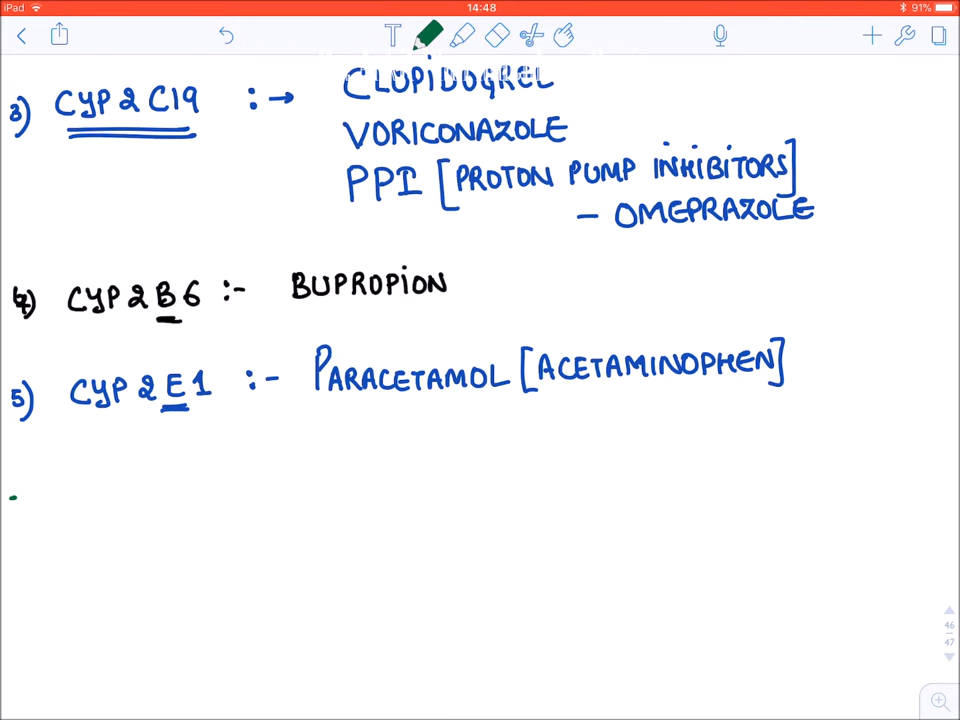 iPad 14:48 91%
T
3) CYP2C19 :→ CLOPIDOGREL
VORICONAZOLE
PPI [PROTON PUMP INHIBITORS]
- OMEPRAZOLE
4) CYP2B6 :- BUPROPION
5) CYP2E1 :- PARACETAMOL [ACETAMINOPHEN]
46
47